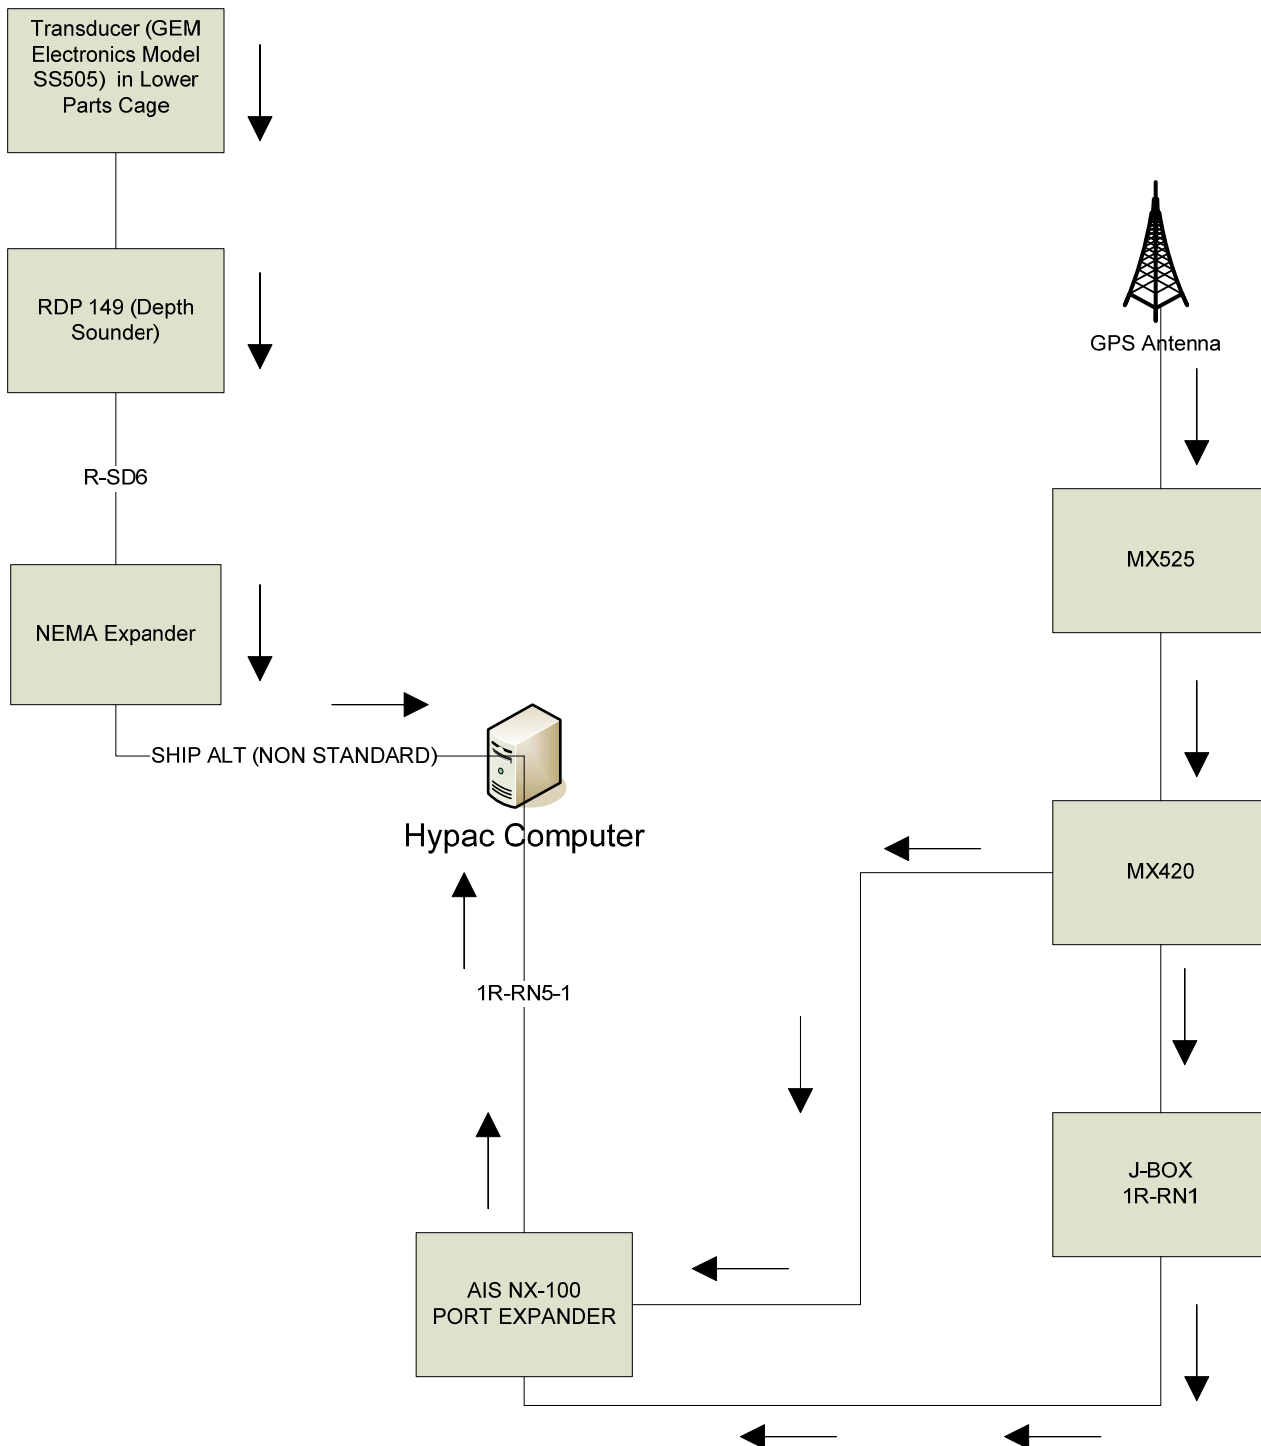 Transducer (GEM
Electronics Model
SS505) in Lower
Parts Cage
RDP 149 (Depth
Sounder)
R-SD6
NEMA Expander
SHIP ALT (NON STANDARD)
Hypac Computer
1R-RN5-1
AIS NX-100
PORT EXPANDER
GPS Antenna
MX525
MX420
J-BOX
1R-RN1